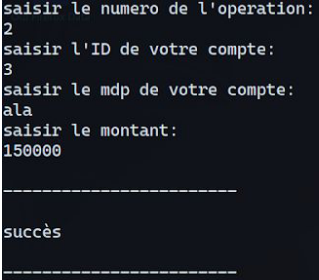 saisir le numero de l'operation:
2
saisir l'ID de votre compte:
3
saisir le mdp de votre compte:
ala
saisir le montant:
150000
------------------------
succès
------------------------